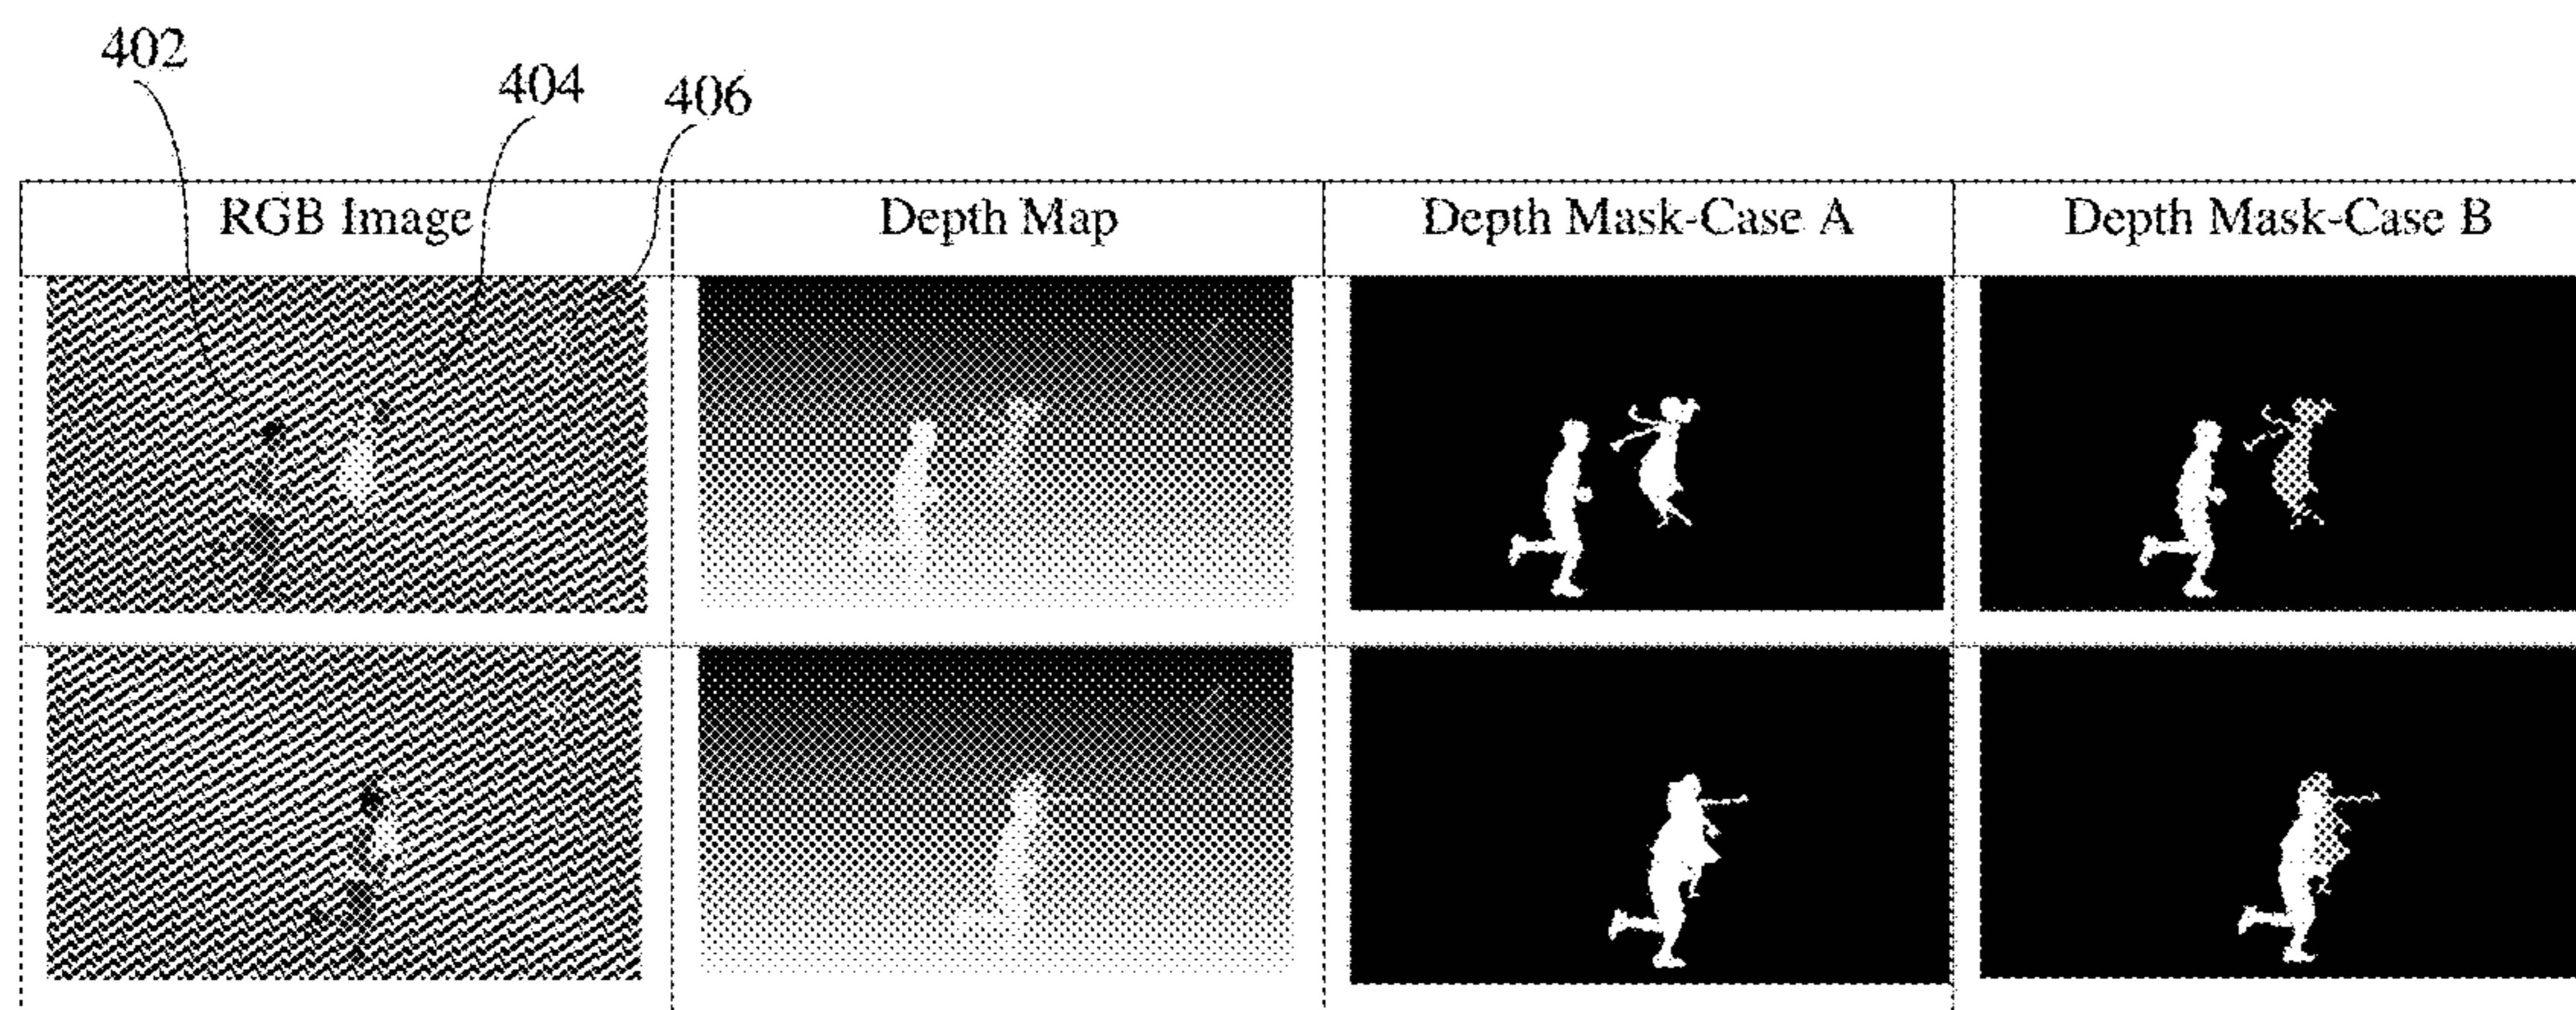 402
404
406
RGB Image
Depth Map
Depth Mask-Case A
Depth Mask-Case B